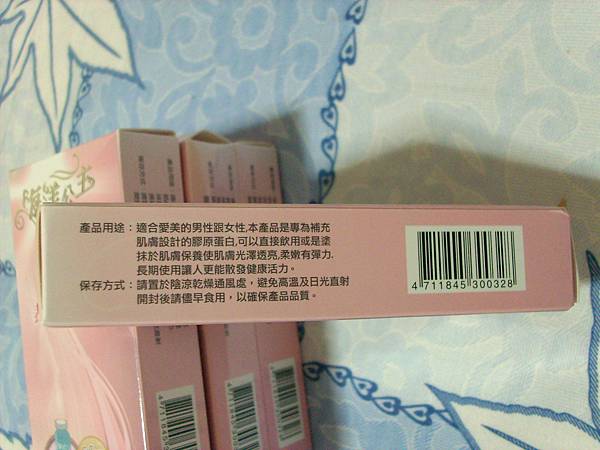 產品用途：適合愛美的男性跟女性,本產品是專為補充
肌膚設計的膠原蛋白,可以直接飲用或是塗
抹於肌膚保養使肌膚光澤透亮,柔嫩有彈力.
長期使用讓人更能散發健康活力。
保存方式：請置於陰涼乾燥通風處，避免高溫及日光直射
開封後請儘早食用，以確保產品品質。
4 711845 300328